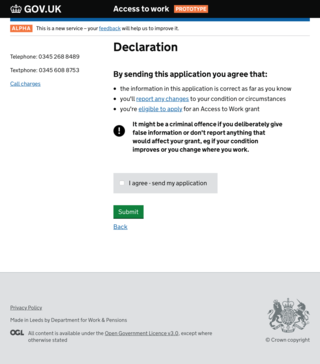 GOV.UK
Access to work PROTOTYPE
ALPHA This is a new service – your feedback will help us to improve it.
Telephone: 0345 268 8489
Textphone: 0345 608 8753
Call charges
Declaration
By sending this application you agree that:
the information in this application is correct as far as you know
you'll report any changes to your condition or circumstances
you're eligible to apply for an Access to Work grant
It might be a criminal offence if you deliberately give
false information or don't report anything that
would affect your grant, eg if your condition
improves or you change where you work.
I agree - send my application
Submit
Back
Privacy Policy
Made in Leeds by Department for Work & Pensions
OGL All content is available under the Open Government Licence v3.0, except where
otherwise stated
© Crown copyright